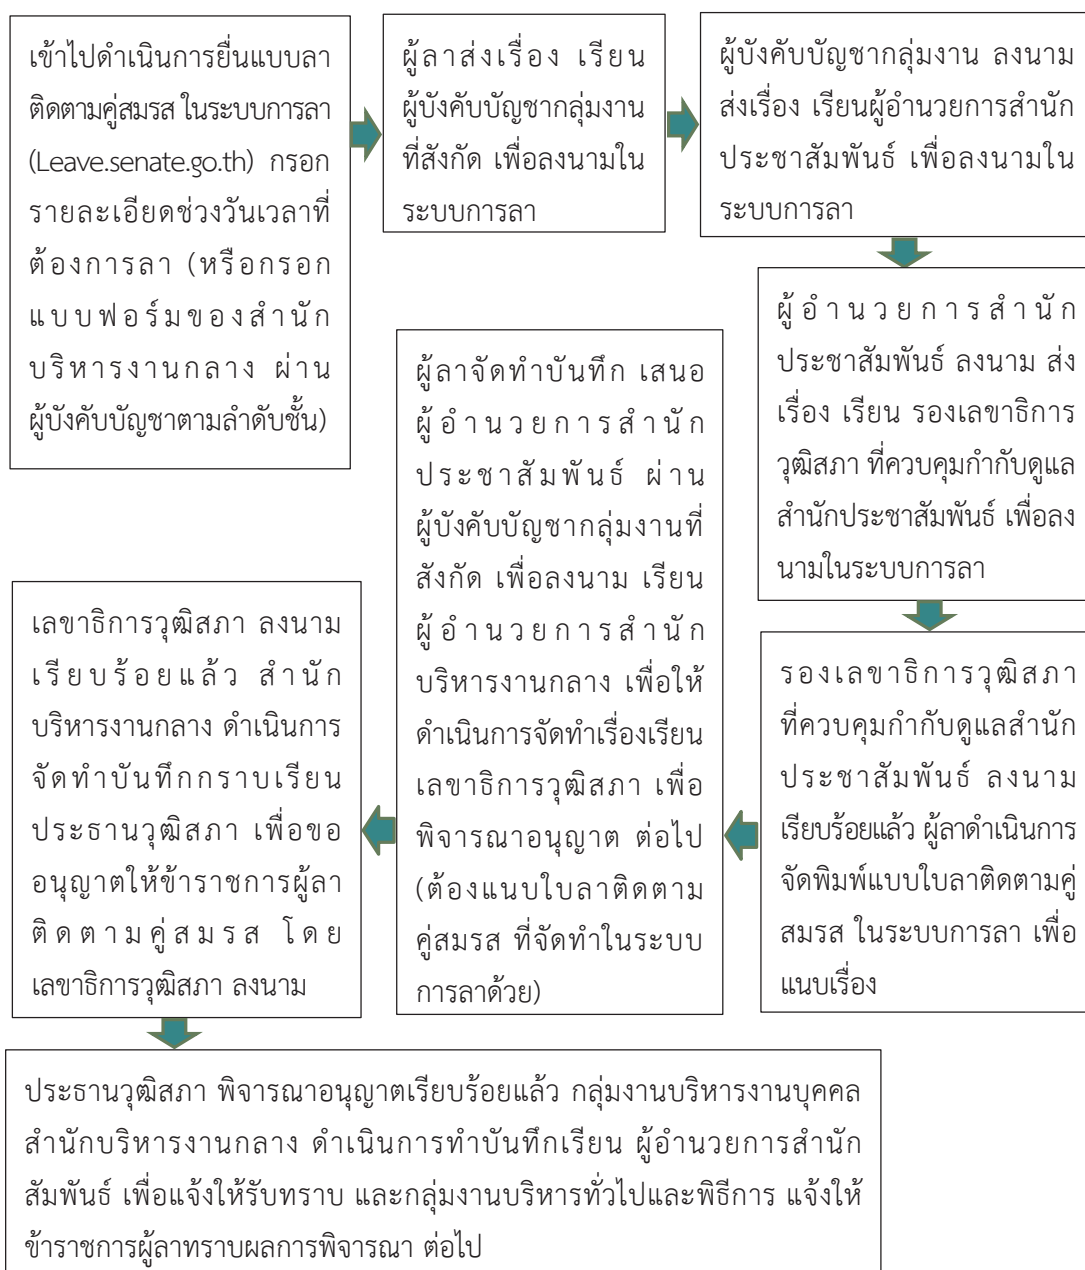 เข้าไปดำเนินการยื่นแบบลา
ติดตามคู่สมรส ในระบบการลา
(Leave.senate.go.th) กรอก
รายละเอียดช่วงวันเวลาที่
ต้องการลา (หรือกรอก
แบบฟอร์มของสำนัก
บริหารงานกลาง ผ่าน
ผู้บังคับบัญชาตามลำดับชั้น)
ผู้ลาส่งเรื่อง เรียน
ผู้บังคับบัญชากลุ่มงาน
ที่สังกัด เพื่อลงนามใน
ระบบการลา
ผู้บังคับบัญชากลุ่มงาน ลงนาม
ส่งเรื่อง เรียนผู้อำนวยการสำนัก
ประชาสัมพันธ์ เพื่อลงนามใน
ระบบการลา
ผู้อำนวยการสำนัก
ประชาสัมพันธ์ ลงนาม ส่ง
เรื่อง เรียน รองเลขาธิการ
วุฒิสภา ที่ควบคุมกำกับดูแล
สำนักประชาสัมพันธ์ เพื่อลง
นามในระบบการลา
รองเลขาธิการวุฒิสภา
ที่ควบคุมกำกับดูแลสำนัก
ประชาสัมพันธ์ ลงนาม
เรียบร้อยแล้ว ผู้ลาดำเนินการ
จัดพิมพ์แบบใบลาติดตามคู่
สมรส ในระบบการลา เพื่อ
แนบเรื่อง
ผู้ลาจัดทำบันทึก เสนอ
ผู้อำนวยการสำนัก
ประชาสัมพันธ์ ผ่าน
ผู้บังคับบัญชากลุ่มงานที่
สังกัด เพื่อลงนาม เรียน
ผู้อำนวยการสำนัก
บริหารงานกลาง เพื่อให้
ดำเนินการจัดทำเรื่องเรียน
เลขาธิการวุฒิสภา เพื่อ
พิจารณาอนุญาต ต่อไป
(ต้องแนบใบลาติดตาม
คู่สมรส ที่จัดทำในระบบ
การลาด้วย)
เลขาธิการวุฒิสภา ลงนาม
เรียบร้อยแล้ว สำนัก
บริหารงานกลาง ดำเนินการ
จัดทำบันทึกกราบเรียน
ประธานวุฒิสภา เพื่อขอ
อนุญาตให้ข้าราชการผู้ลา
ติดตามคู่สมรส โดย
เลขาธิการวุฒิสภา ลงนาม
ประธานวุฒิสภา พิจารณาอนุญาตเรียบร้อยแล้ว กลุ่มงานบริหารงานบุคคล
สำนักบริหารงานกลาง ดำเนินการทำบันทึกเรียน ผู้อำนวยการสำนัก
สัมพันธ์ เพื่อแจ้งให้รับทราบ และกลุ่มงานบริหารทั่วไปและพิธีการ แจ้งให้
ข้าราชการผู้ลาทราบผลการพิจารณา ต่อไป